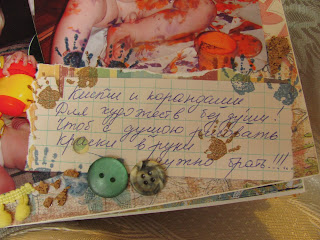 Кисти и карандаши
Для художеств без души!
Чтоб с душою рисовать
Краски в руки
нужно брать!!!!